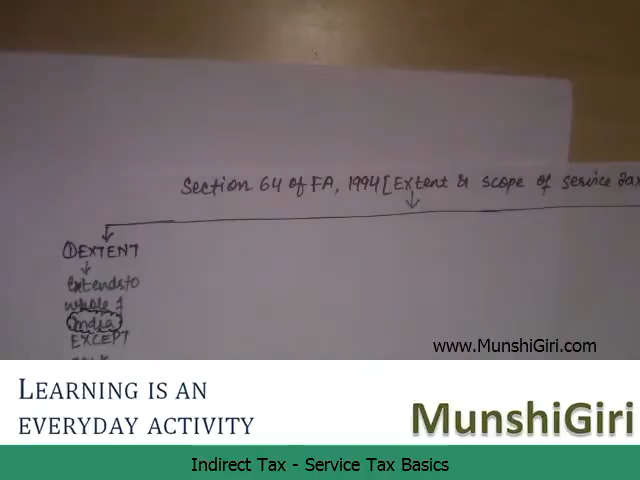 Section 64 of FA, 1994 [Extent & scope of service tax
① EXTENT
Extends to
whole of
India
EXCEPT
www.MunshiGiri.com
LEARNING IS AN
EVERYDAY ACTIVITY
MunshiGiri
Indirect Tax - Service Tax Basics